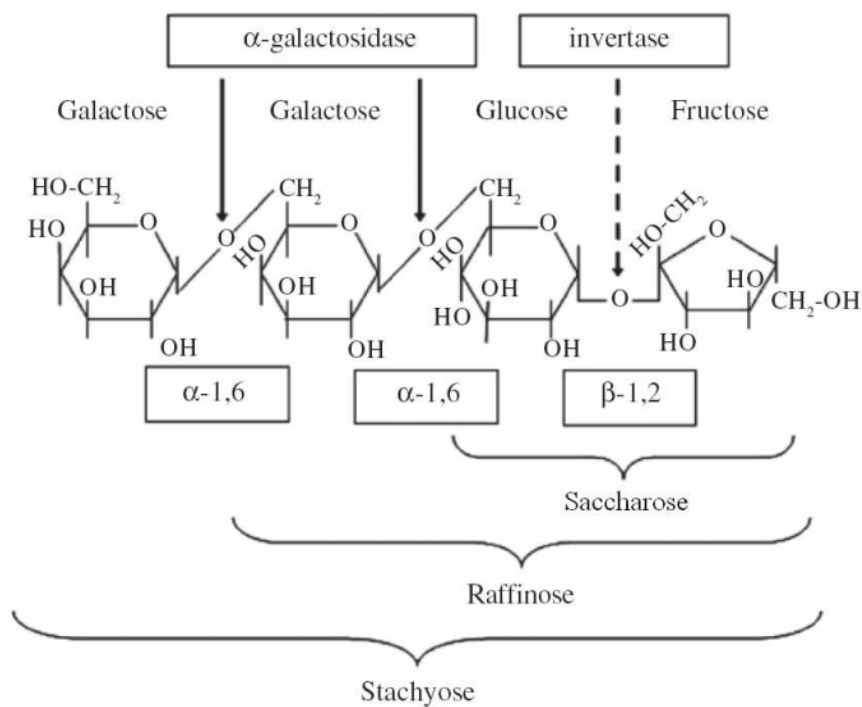 α-galactosidase invertase
Galactose Galactose Glucose Fructose
HO-CH2 CH2 CH2 HO-CH2
O O O O
HO O HO O HO
OH OH OH HO CH2-OH
HO O HO
OH OH OH
α-1,6 α-1,6 β-1,2
Saccharose
Raffinose
Stachyose